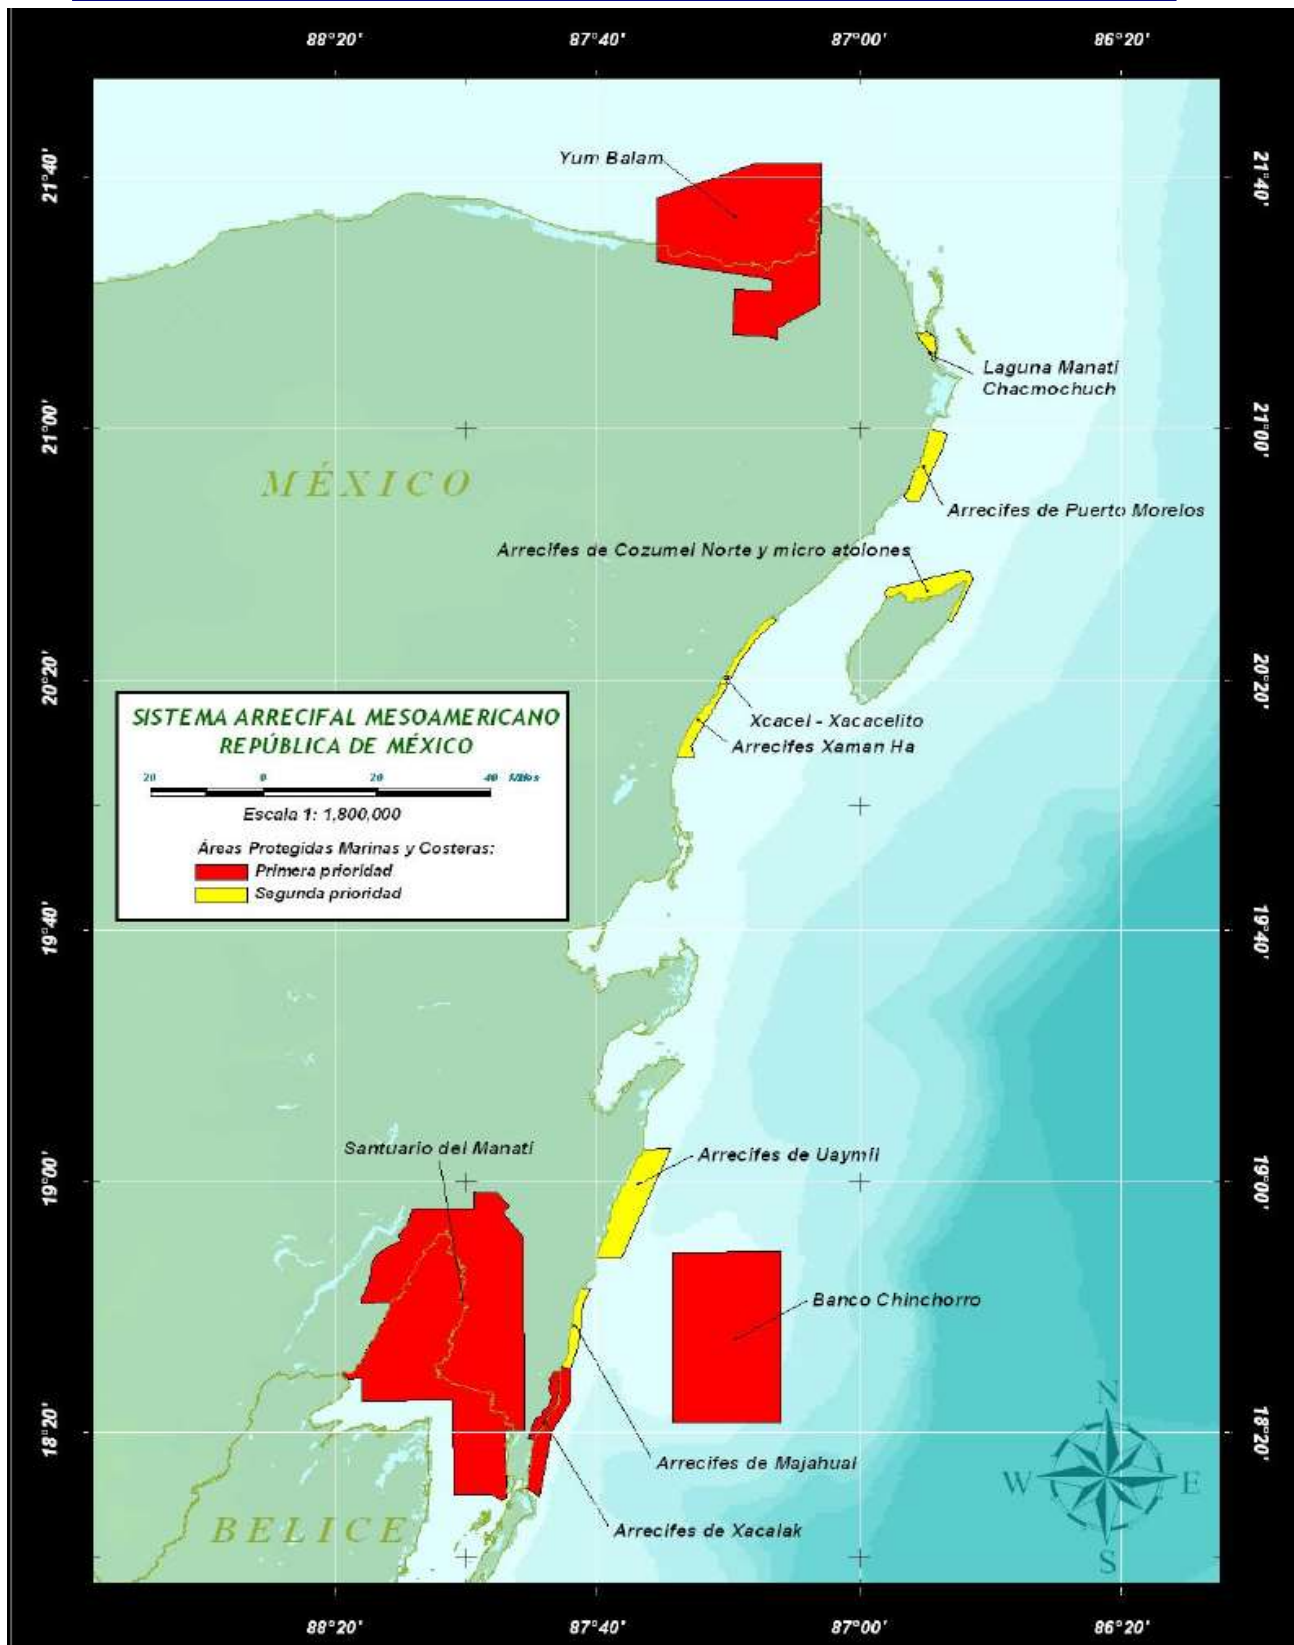 88°20' 87°40' 87°00' 86°20'
21°40' 21°40'
Yum Balam
Laguna Manati
Chacmochuch
21°00' 21°00'
MÉXICO
Arrecifes de Puerto Morelos
Arrecifes de Cozumel Norte y micro atolones
20°20' 20°20'
Xcacel - Xacacelito
Arrecifes Xaman Ha
SISTEMA ARRECIFAL MESOAMERICANO
REPÚBLICA DE MÉXICO
20 0 20 40 Miles
Escala 1: 1,800,000
Áreas Protegidas Marinas y Costeras:
Primera prioridad
Segunda prioridad
19°40' 19°40'
Santuario del Manati
Arrecifes de Uaymil
19°00' 19°00'
Banco Chinchorro
N
18°20' 18°20'
Arrecifes de Majahual
W E
Arrecifes de Xacalak
BELICE
S
88°20' 87°40' 87°00' 86°20'